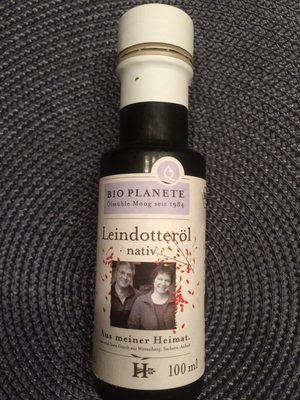 BIO PLANETE
Ölmühle Moog seit 1984
Leindotteröl
nativ
Aus meiner Heimat.
100 ml